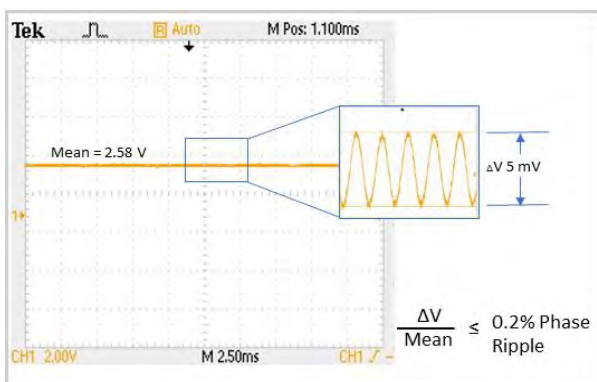 Tek
R Auto
M Pos: 1.100ms
Mean = 2.58 V
ΔV 5 mV
1
ΔV
Mean
≤ 0.2% Phase
Ripple
CH1 2.00V
M 2.50ms
CH1